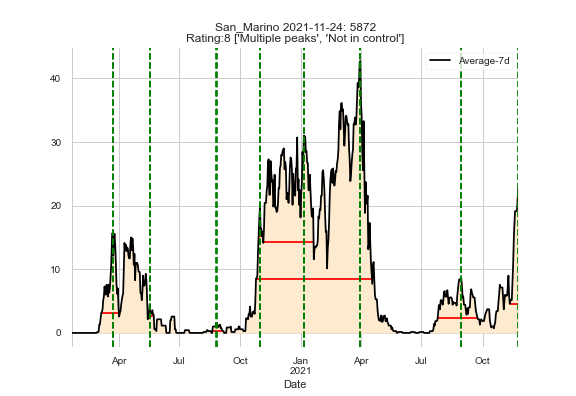 San_Marino 2021-11-24: 5872
Rating:8 ['Multiple peaks', 'Not in control']
Average-7d
40
30
20
10
0
Apr
Jul
Oct
Jan
2021
Apr
Jul
Oct
Date